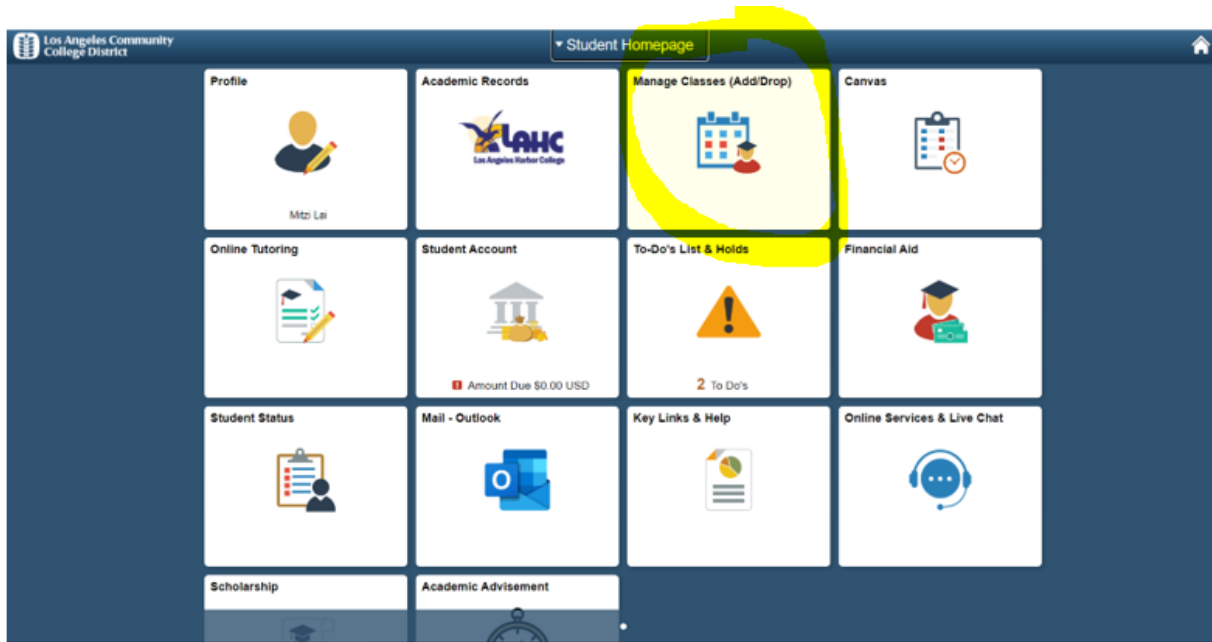 Los Angeles Community
College District
Student Homepage
Profile
Academic Records
Manage Classes (Add/Drop)
Canvas
LAHC
Los Angeles Harbor College
Mitzi Lai
Online Tutoring
Student Account
To-Do's List & Holds
Financial Aid
! Amount Due $0.00 USD
2 To Do's
Student Status
Mail - Outlook
Key Links & Help
Online Services & Live Chat
O
Scholarship
Academic Advisement